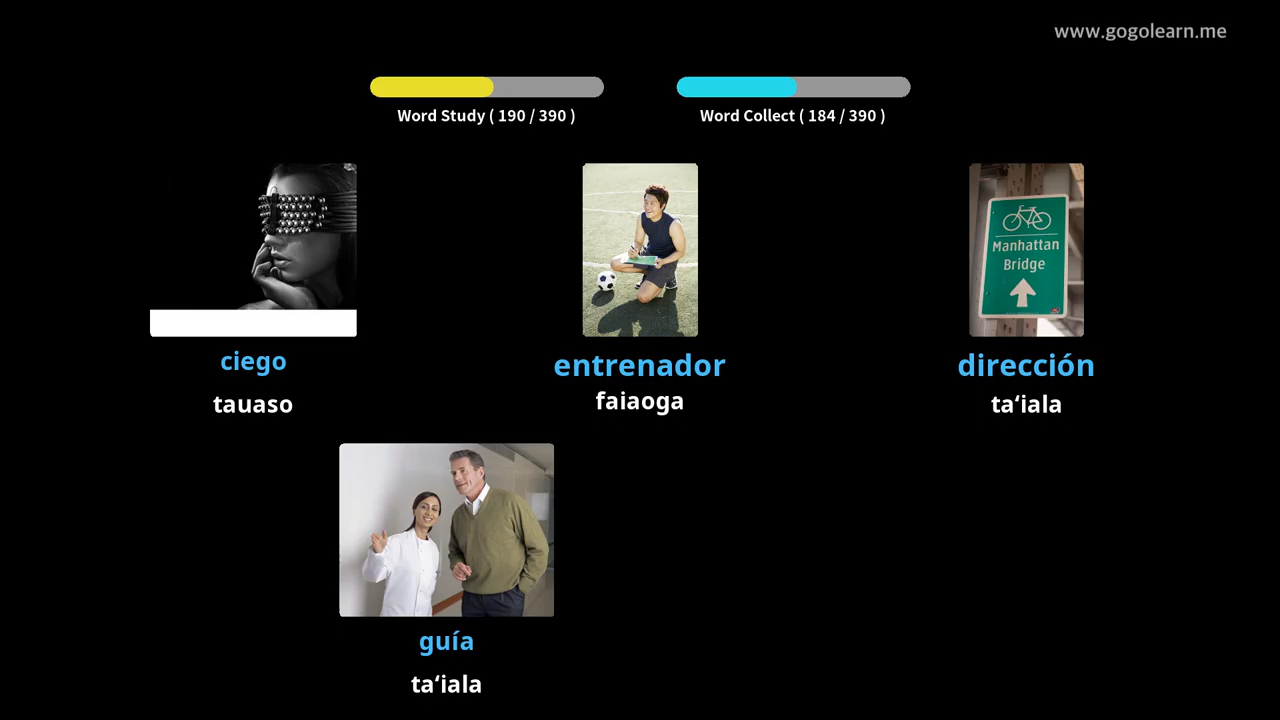 www.gogolearn.me
Word Study ( 190 / 390 )
Word Collect ( 184 / 390 )
Manhattan
Bridge
ciego
entrenador
dirección
tauaso
faiaoga
taʻiala
guía
taʻiala